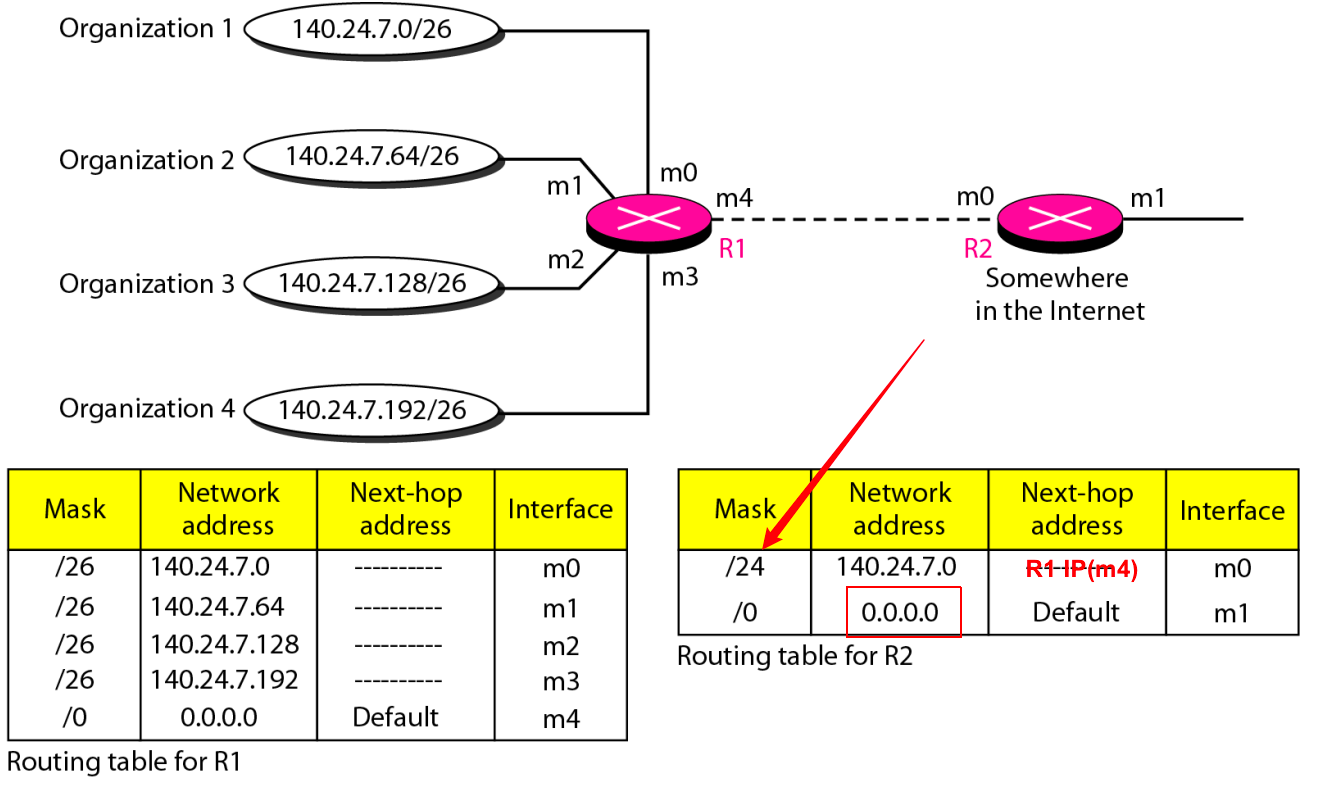 Organization 1 140.24.7.0/26
Organization 2 140.24.7.64/26
m1 m0
m4 m0 m1
R1 R2
Organization 3 140.24.7.128/26
m2 m3
Somewhere
in the Internet
Organization 4 140.24.7.192/26
Mask Network address Next-hop address Interface
/26 140.24.7.0 ---------- m0
/26 140.24.7.64 ---------- m1
/26 140.24.7.128 ---------- m2
/26 140.24.7.192 ---------- m3
/0 0.0.0.0 Default m4
Routing table for R1
Mask Network address Next-hop address Interface
/24 140.24.7.0 R1 IP(m4) m0
/0 0.0.0.0 Default m1
Routing table for R2